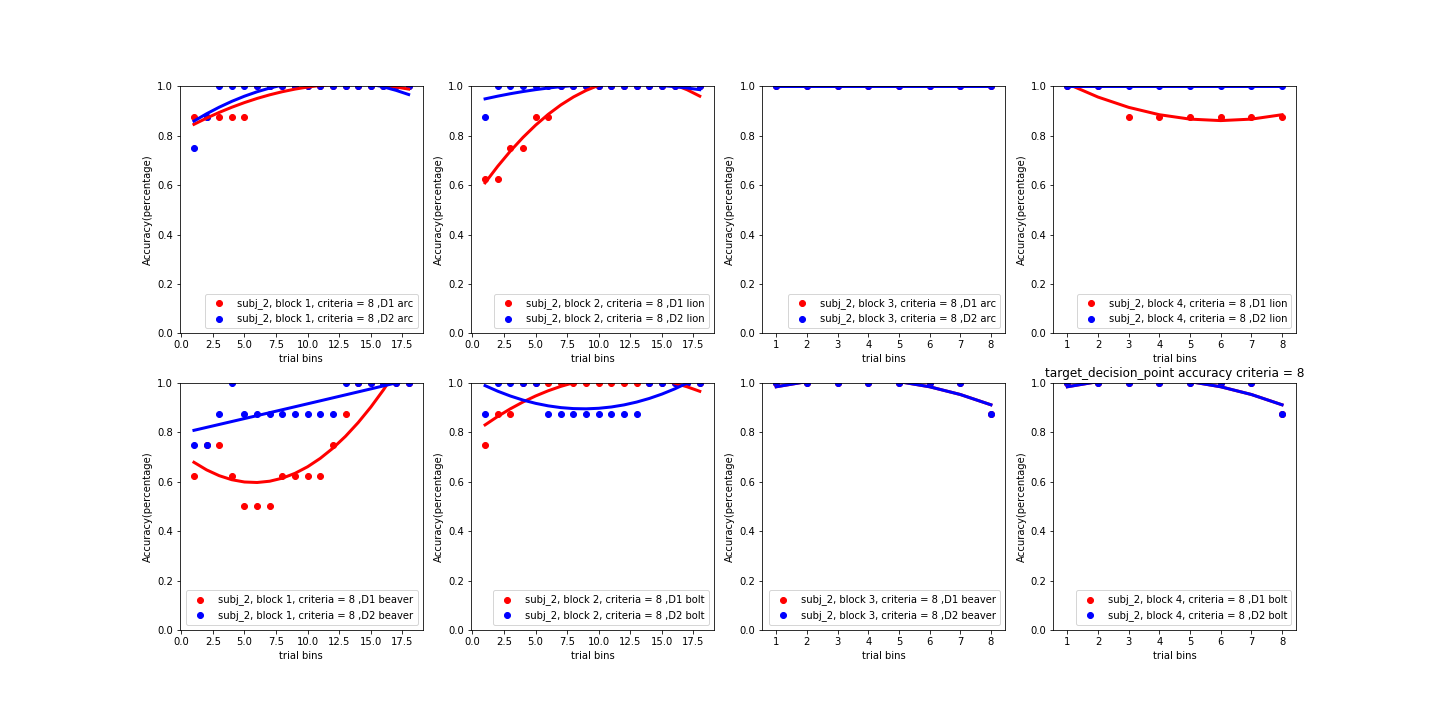 1.0
0.8
0.6
0.4
0.2
0.0
Accuracy(percentage)
subj_2, block 1, criteria = 8 ,D1 arc
subj_2, block 1, criteria = 8 ,D2 arc
0.0 2.5 5.0 7.5 10.0 12.5 15.0 17.5
trial bins
1.0
0.8
0.6
0.4
0.2
0.0
Accuracy(percentage)
subj_2, block 2, criteria = 8 ,D1 lion
subj_2, block 2, criteria = 8 ,D2 lion
0.0 2.5 5.0 7.5 10.0 12.5 15.0 17.5
trial bins
1.0
0.8
0.6
0.4
0.2
0.0
Accuracy(percentage)
subj_2, block 3, criteria = 8 ,D1 arc
subj_2, block 3, criteria = 8 ,D2 arc
1 2 3 4 5 6 7 8
trial bins
1.0
0.8
0.6
0.4
0.2
0.0
Accuracy(percentage)
subj_2, block 4, criteria = 8 ,D1 lion
subj_2, block 4, criteria = 8 ,D2 lion
1 2 3 4 5 6 7 8
trial bins
1.0
0.8
0.6
0.4
0.2
0.0
Accuracy(percentage)
subj_2, block 1, criteria = 8 ,D1 beaver
subj_2, block 1, criteria = 8 ,D2 beaver
0.0 2.5 5.0 7.5 10.0 12.5 15.0 17.5
trial bins
1.0
0.8
0.6
0.4
0.2
0.0
Accuracy(percentage)
subj_2, block 2, criteria = 8 ,D1 bolt
subj_2, block 2, criteria = 8 ,D2 bolt
0.0 2.5 5.0 7.5 10.0 12.5 15.0 17.5
trial bins
1.0
0.8
0.6
0.4
0.2
0.0
Accuracy(percentage)
subj_2, block 3, criteria = 8 ,D1 beaver
subj_2, block 3, criteria = 8 ,D2 beaver
1 2 3 4 5 6 7 8
trial bins
target_decision_point accuracy criteria = 8
1.0
0.8
0.6
0.4
0.2
0.0
Accuracy(percentage)
subj_2, block 4, criteria = 8 ,D1 bolt
subj_2, block 4, criteria = 8 ,D2 bolt
1 2 3 4 5 6 7 8
trial bins